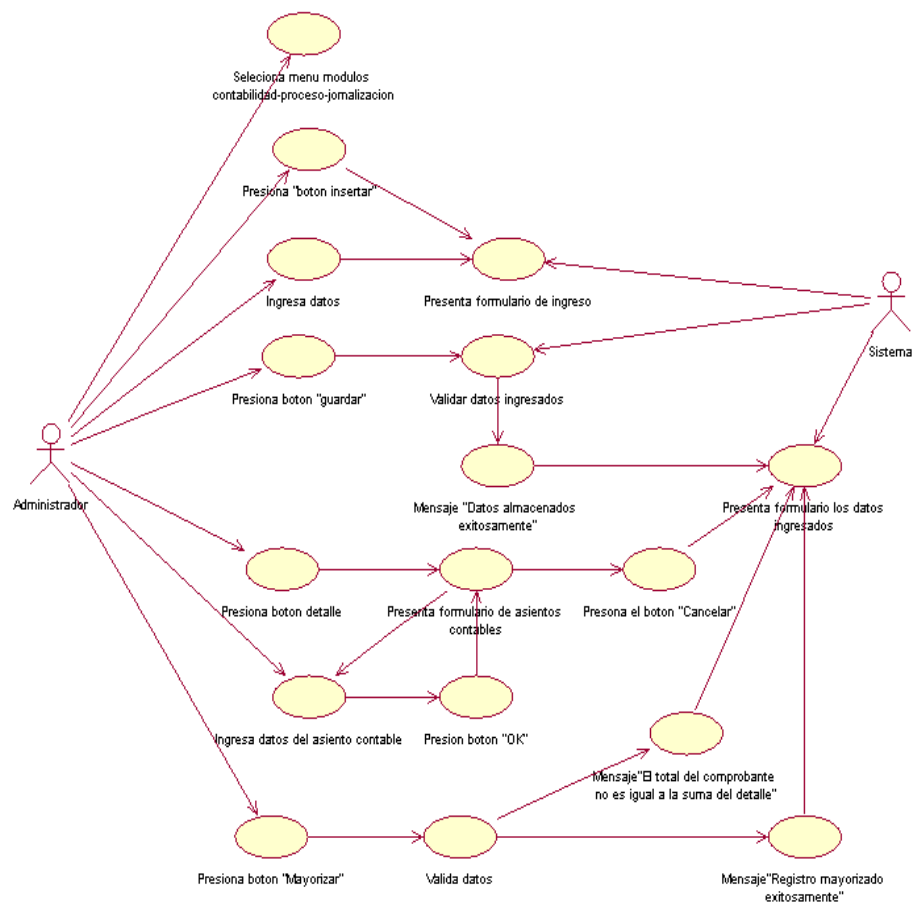 Seleciona menu modulos
contabilidad-proceso-jornalizacion
Presiona "boton insertar"
Ingresa datos
Presenta formulario de ingreso
Sistema
Presiona boton "guardar"
Validar datos ingresados
Administrador
Mensaje "Datos almacenados
exitosamente"
Presenta formulario los datos
ingresados
Presiona boton detalle
Presenta formulario de asientos
contables
Presona el boton "Cancelar"
Ingresa datos del asiento contable
Presion boton "OK"
Mensaje"El total del comprobante
no es igual a la suma del detalle"
Presiona boton "Mayorizar"
Valida datos
Mensaje"Registro mayorizado
exitosamente"